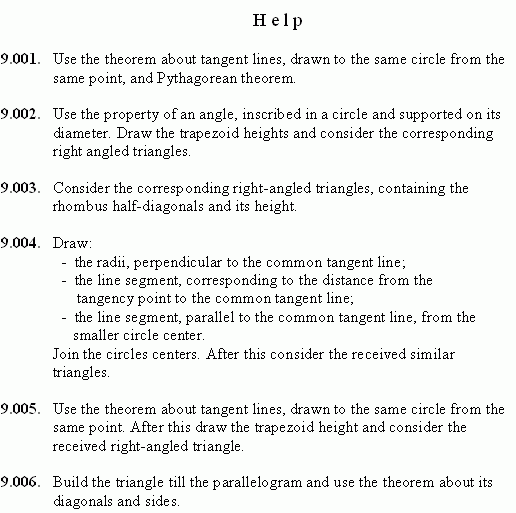 Help
9.001. Use the theorem about tangent lines, drawn to the same circle from the
same point, and Pythagorean theorem.
9.002. Use the property of an angle, inscribed in a circle and supported on its
diameter. Draw the trapezoid heights and consider the corresponding
right angled triangles.
9.003. Consider the corresponding right-angled triangles, containing the
rhombus half-diagonals and its height.
9.004. Draw:
- the radii, perpendicular to the common tangent line;
- the line segment, corresponding to the distance from the
tangency point to the common tangent line;
- the line segment, parallel to the common tangent line, from the
smaller circle center.
Join the circles centers. After this consider the received similar
triangles.
9.005. Use the theorem about tangent lines, drawn to the same circle from the
same point. After this draw the trapezoid height and consider the
received right-angled triangle.
9.006. Build the triangle till the parallelogram and use the theorem about its
diagonals and sides.